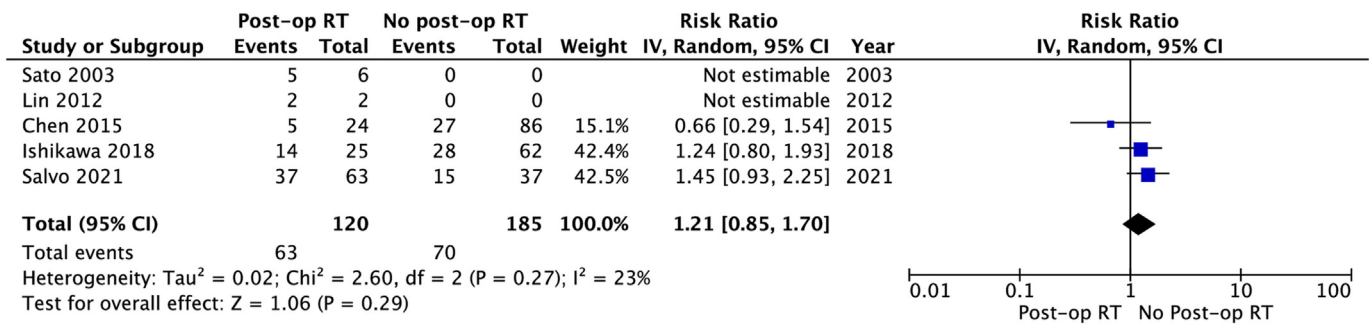 Post-op RT No post-op RT Risk Ratio Risk Ratio
Study or Subgroup Events Total Events Total Weight IV, Random, 95% CI Year IV, Random, 95% CI
Sato 2003 5 6 0 0 Not estimable 2003
Lin 2012 2 2 0 0 Not estimable 2012
Chen 2015 5 24 27 86 15.1% 0.66 [0.29, 1.54] 2015
Ishikawa 2018 14 25 28 62 42.4% 1.24 [0.80, 1.93] 2018
Salvo 2021 37 63 15 37 42.5% 1.45 [0.93, 2.25] 2021
Total (95% CI) 120 185 100.0% 1.21 [0.85, 1.70]
Total events 63 70
Heterogeneity: Tau² = 0.02; Chi² = 2.60, df = 2 (P = 0.27); I² = 23%
Test for overall effect: Z = 1.06 (P = 0.29)
0.01 0.1 1 10 100
Post-op RT No Post-op RT